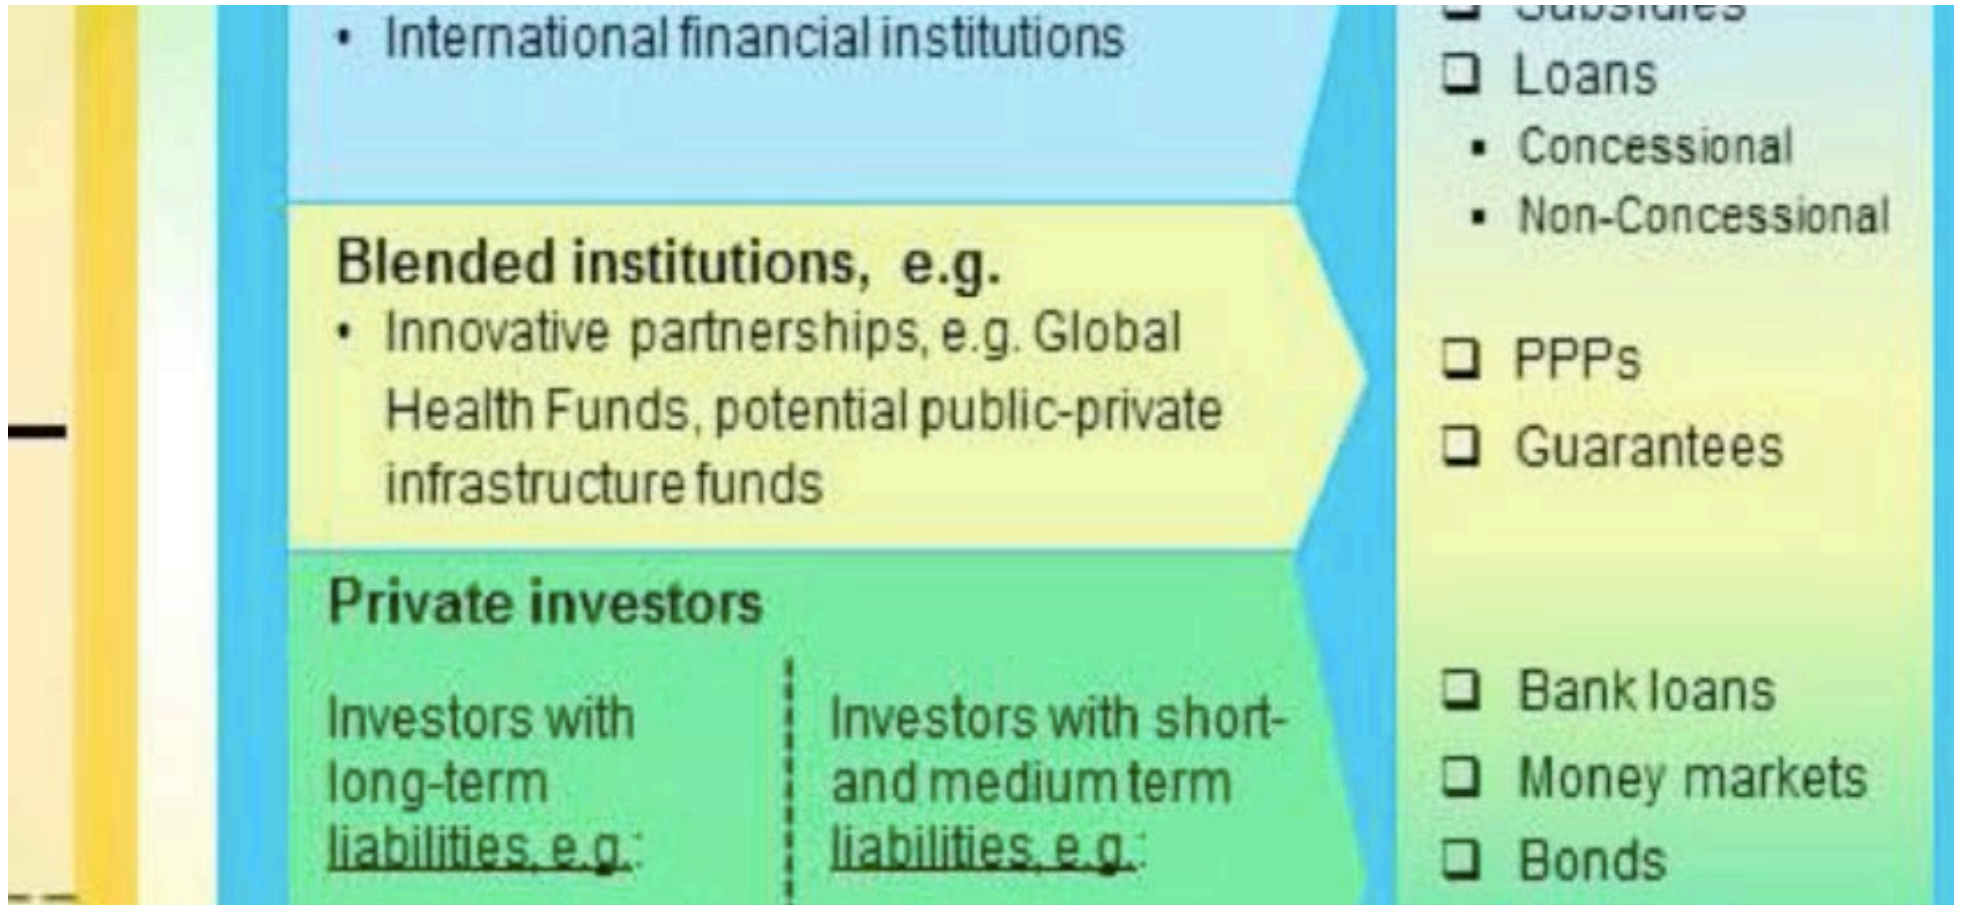 • International financial institutions
Blended institutions, e.g.
• Innovative partnerships, e.g. Global
Health Funds, potential public-private
infrastructure funds
Private investors
Investors with
long-term
liabilities, e.g.:
Investors with short-
and medium term
liabilities, e.g.:
❑ Subsidies
❑ Loans
▪ Concessional
▪ Non-Concessional
❑ PPPs
❑ Guarantees
❑ Bank loans
❑ Money markets
❑ Bonds